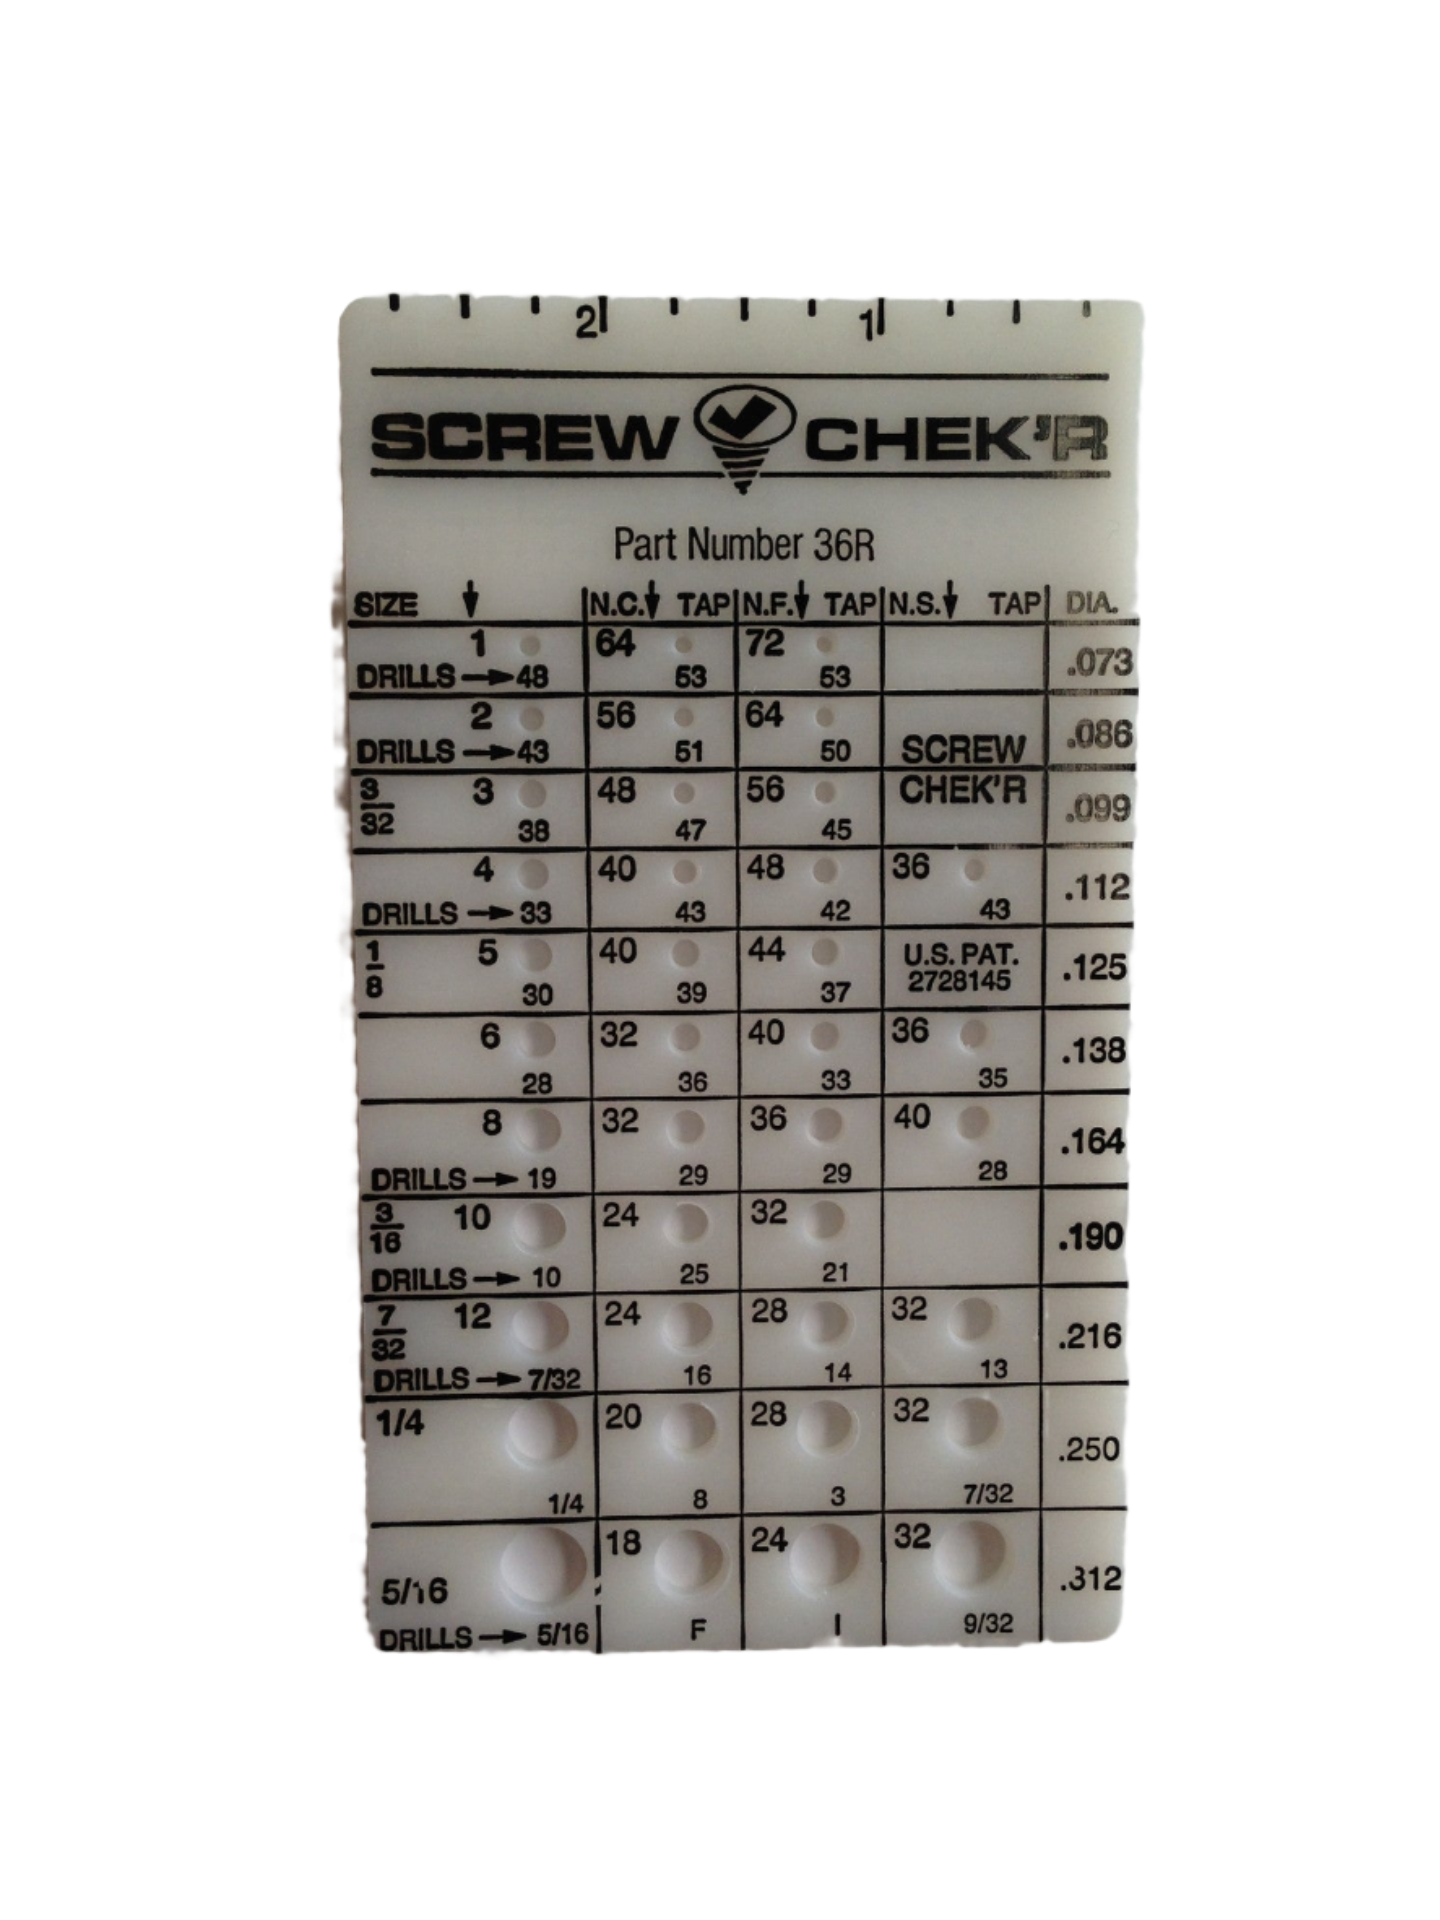 2 1
SCREW CHEK'R
Part Number 36R
SIZE N.C. TAP N.F. TAP N.S. TAP DIA.
1 64 72
DRILLS → 48 53 53 .073
2 56 64
DRILLS → 43 51 50 SCREW .086
3/32 3 48 56 CHEK'R
38 47 45 .099
4 40 48 36
DRILLS → 33 43 42 43 .112
1/8 5 40 44 U.S. PAT.
30 39 37 2728145 .125
6 32 40 36
28 36 33 35 .138
8 32 36 40
DRILLS → 19 29 29 28 .164
3/16 10 24 32
DRILLS → 10 25 21 .190
7/32 12 24 28 32
DRILLS → 7/32 16 14 13 .216
1/4 20 28 32
1/4 8 3 7/32 .250
5/16 18 24 32
DRILLS → 5/16 F I 9/32 .312